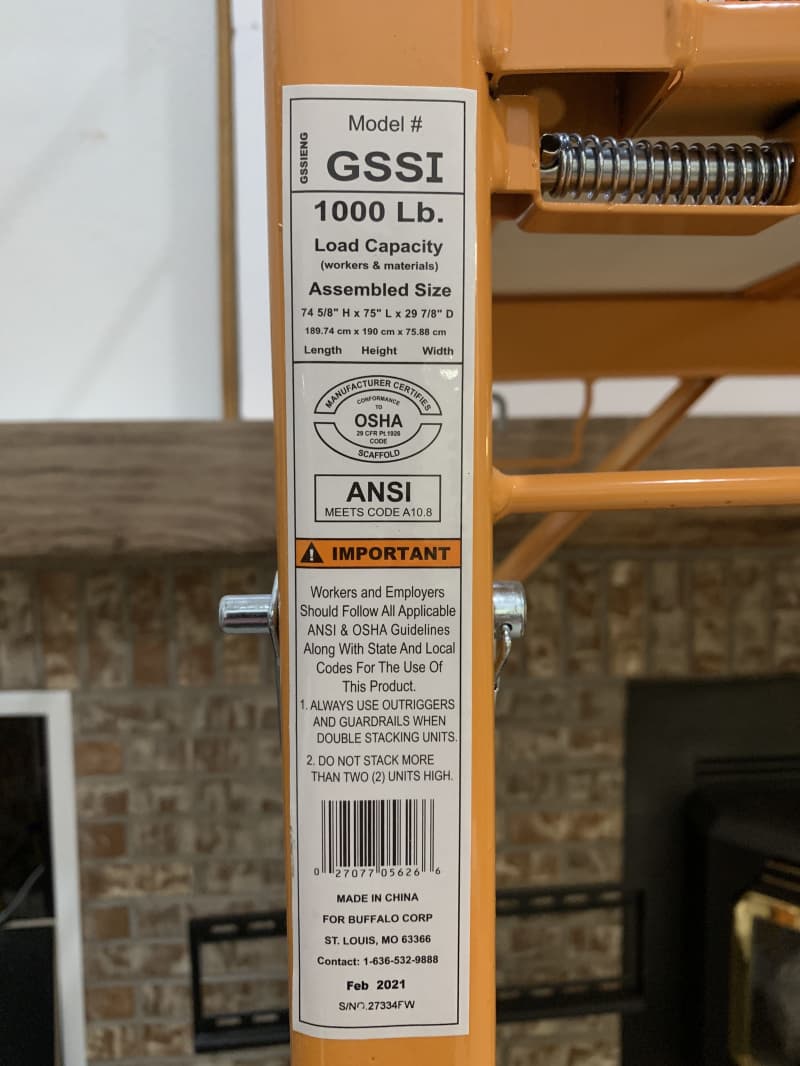 Model #
GSSIENG
GSSI
1000 Lb.
Load Capacity
(workers & materials)
Assembled Size
74 5/8" H x 75" L x 29 7/8" D
189.74 cm x 190 cm x 75.88 cm
Length Height Width
MANUFACTURER CERTIFIES
CONFORMANCE
TO
OSHA
29 CFR Pt.1926
CODE
SCAFFOLD
ANSI
MEETS CODE A10.8
IMPORTANT
Workers and Employers
Should Follow All Applicable
ANSI & OSHA Guidelines
Along With State And Local
Codes For The Use Of
This Product.
1. ALWAYS USE OUTRIGGERS
AND GUARDRAILS WHEN
DOUBLE STACKING UNITS.
2. DO NOT STACK MORE
THAN TWO (2) UNITS HIGH.
0 27077 05626 6
MADE IN CHINA
FOR BUFFALO CORP
ST. LOUIS, MO 63366
Contact: 1-636-532-9888
Feb 2021
S/NO.27334FW